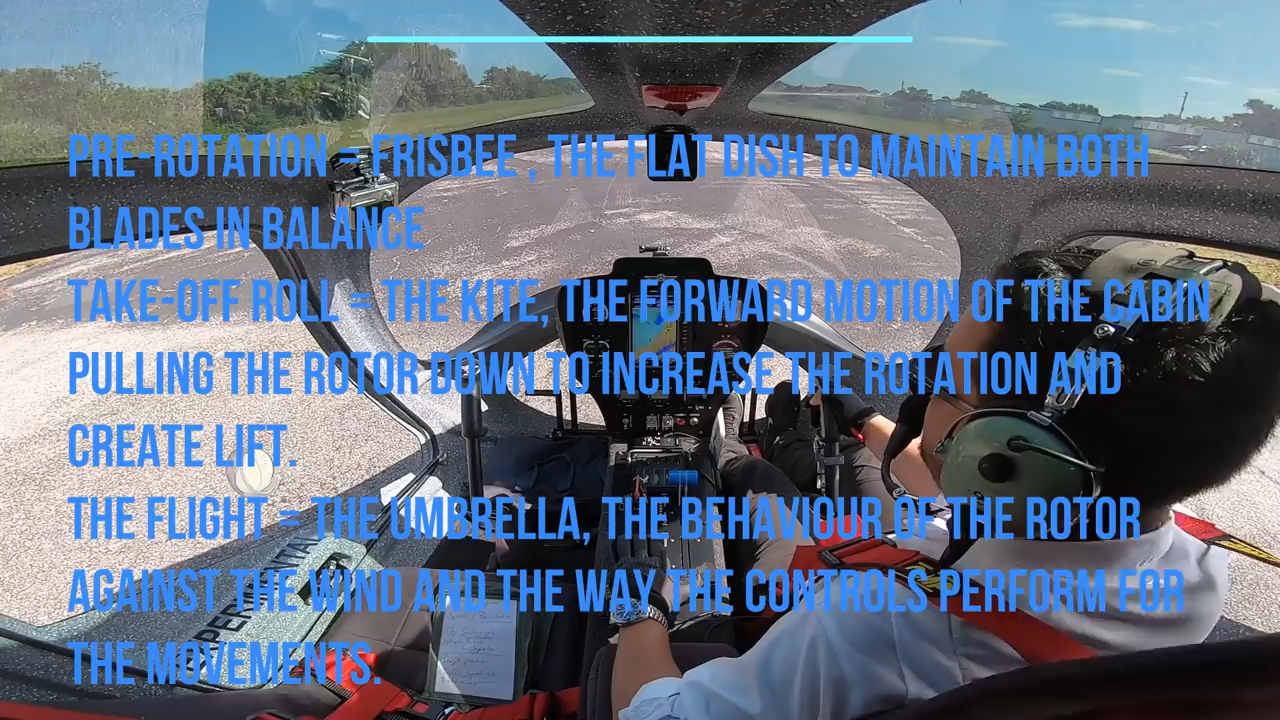 PRE-ROTATION = FRISBEE , THE FLAT DISH TO MAINTAIN BOTH
BLADES IN BALANCE
TAKE-OFF ROLL = THE KITE, THE FORWARD MOTION OF THE CABIN
PULLING THE ROTOR DOWN TO INCREASE THE ROTATION AND
CREATE LIFT.
THE FLIGHT = THE UMBRELLA, THE BEHAVIOUR OF THE ROTOR
AGAINST THE WIND AND THE WAY THE CONTROLS PERFORM FOR
THE MOVEMENTS.